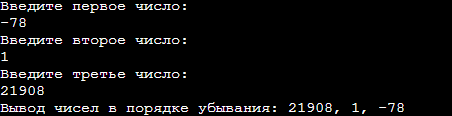 Введите первое число:
-78
Введите второе число:
1
Введите третье число:
21908
Вывод чисел в порядке убывания: 21908, 1, -78